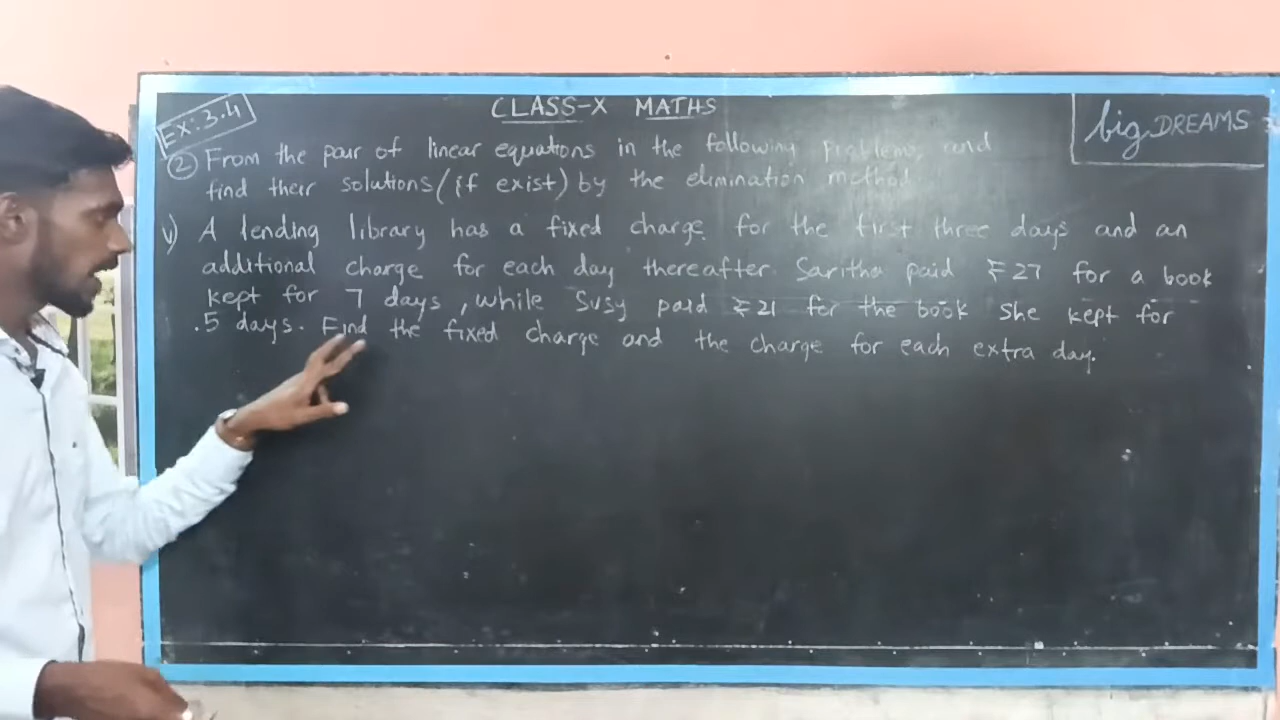 CLASS-X MATHS
EX:3.4
big DREAMS
② From the pair of linear equations in the following problems, and
find their solutions (if exist) by the elimination method
v) A lending library has a fixed charge for the first three days and an
additional charge for each day thereafter. Saritha paid ₹27 for a book
kept for 7 days, while Susy paid ₹21 for the book she kept for
5 days. Find the fixed charge and the charge for each extra day.